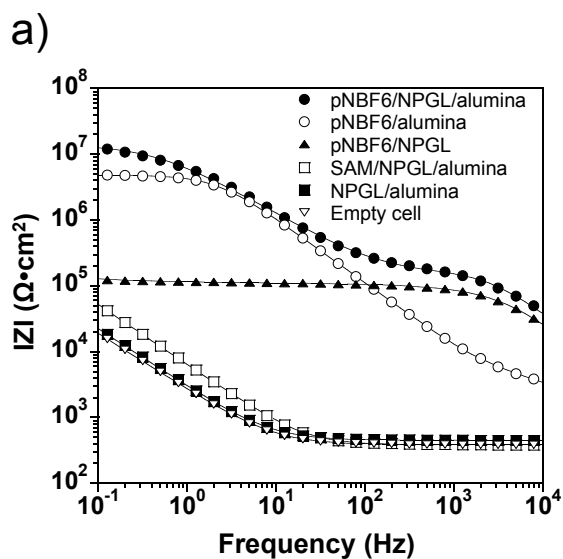 a)
10⁸
10⁷
10⁶
10⁵
10⁴
10³
10²
|Z| (Ω•cm²)
pNBF6/NPGL/alumina
pNBF6/alumina
pNBF6/NPGL
SAM/NPGL/alumina
NPGL/alumina
Empty cell
10⁻¹ 10⁰ 10¹ 10² 10³ 10⁴
Frequency (Hz)